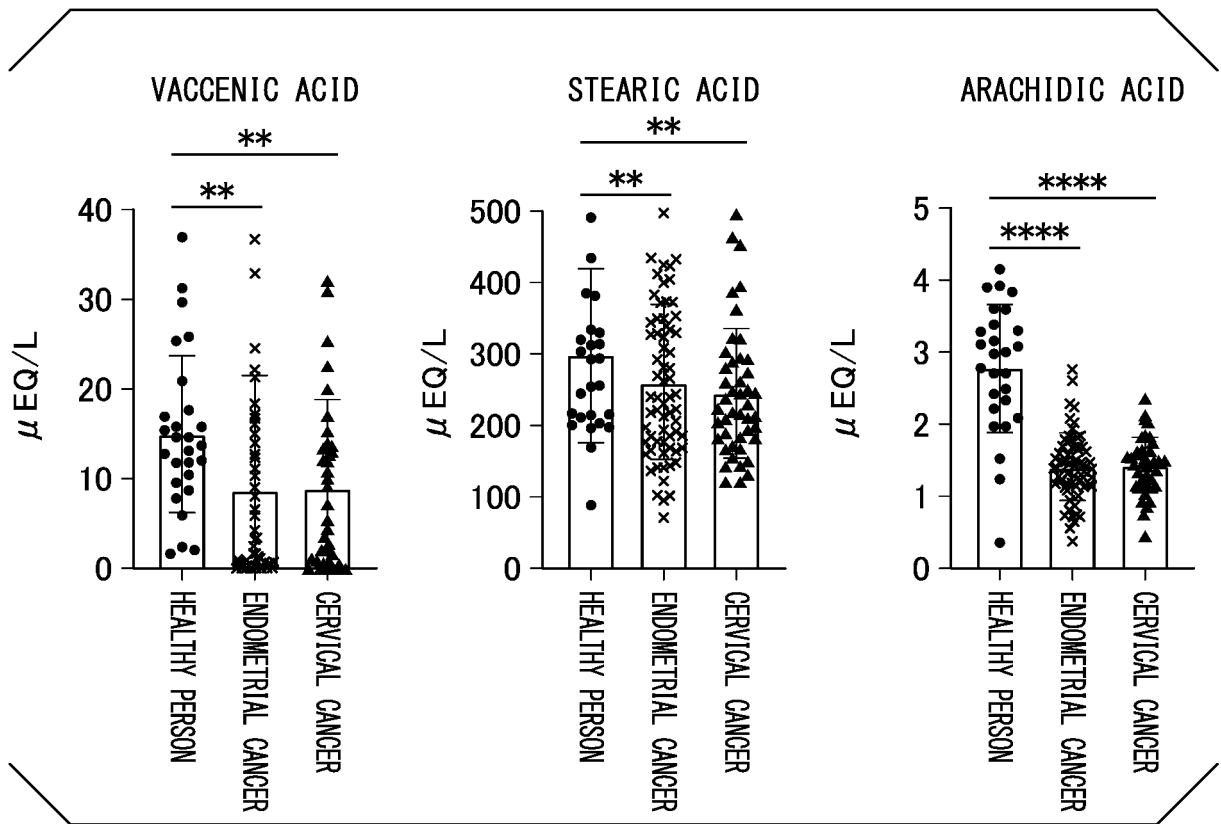 VACCENIC ACID
**
**
μEQ/L
40
30
20
10
0
HEALTHY PERSON
ENDOMETRIAL CANCER
CERVICAL CANCER
STEARIC ACID
**
**
μEQ/L
500
400
300
200
100
0
HEALTHY PERSON
ENDOMETRIAL CANCER
CERVICAL CANCER
ARACHIDIC ACID
****
****
μEQ/L
5
4
3
2
1
0
HEALTHY PERSON
ENDOMETRIAL CANCER
CERVICAL CANCER